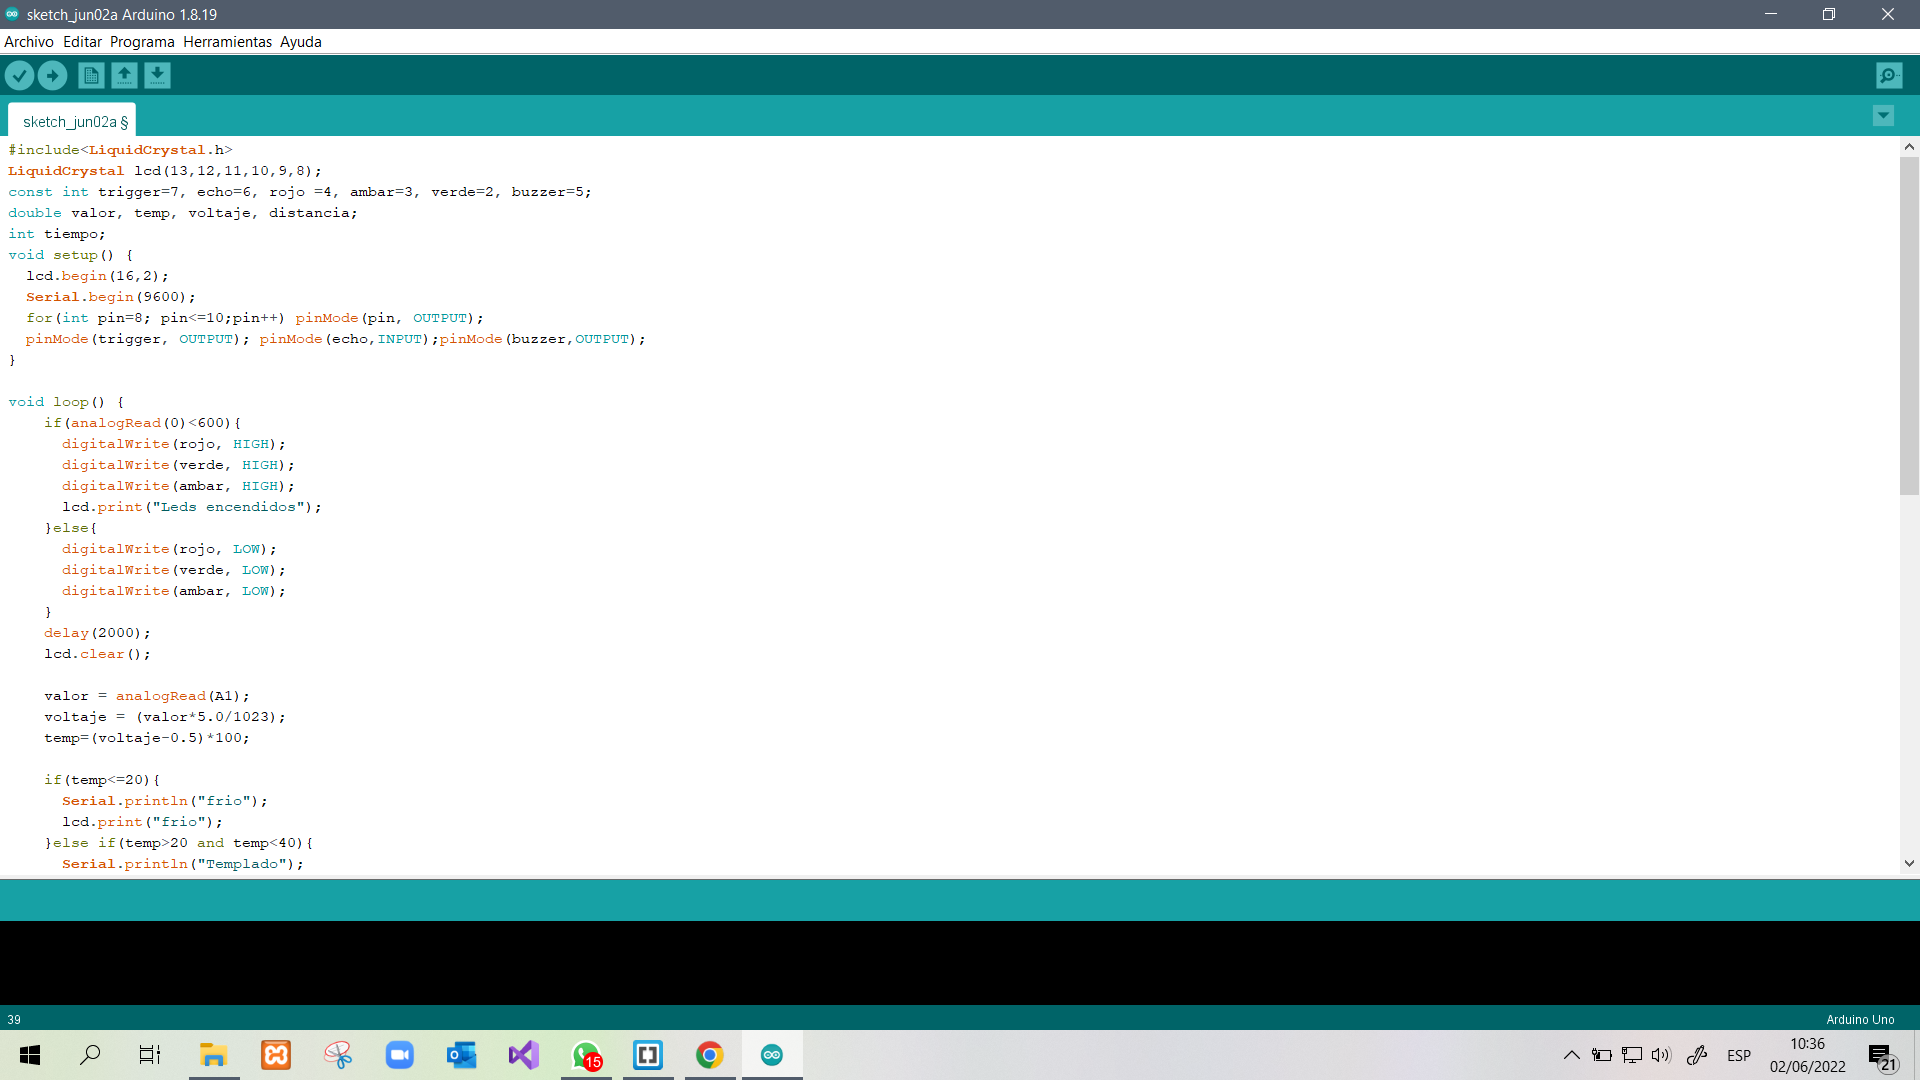 sketch_jun02a Arduino 1.8.19
Archivo Editar Programa Herramientas Ayuda
sketch_jun02a §
#include<LiquidCrystal.h>
LiquidCrystal lcd(13,12,11,10,9,8);
const int trigger=7, echo=6, rojo =4, ambar=3, verde=2, buzzer=5;
double valor, temp, voltaje, distancia;
int tiempo;
void setup() {
  lcd.begin(16,2);
  Serial.begin(9600);
  for(int pin=8; pin<=10;pin++) pinMode(pin, OUTPUT);
  pinMode(trigger, OUTPUT); pinMode(echo,INPUT);pinMode(buzzer,OUTPUT);
}
void loop() {
    if(analogRead(0)<600){
      digitalWrite(rojo, HIGH);
      digitalWrite(verde, HIGH);
      digitalWrite(ambar, HIGH);
      lcd.print("Leds encendidos");
    }else{
      digitalWrite(rojo, LOW);
      digitalWrite(verde, LOW);
      digitalWrite(ambar, LOW);
    }
    delay(2000);
    lcd.clear();
    valor = analogRead(A1);
    voltaje = (valor*5.0/1023);
    temp=(voltaje-0.5)*100;
    if(temp<=20){
      Serial.println("frio");
      lcd.print("frio");
    }else if(temp>20 and temp<40){
      Serial.println("Templado");
39
Arduino Uno
15
ESP
10:36
02/06/2022
21